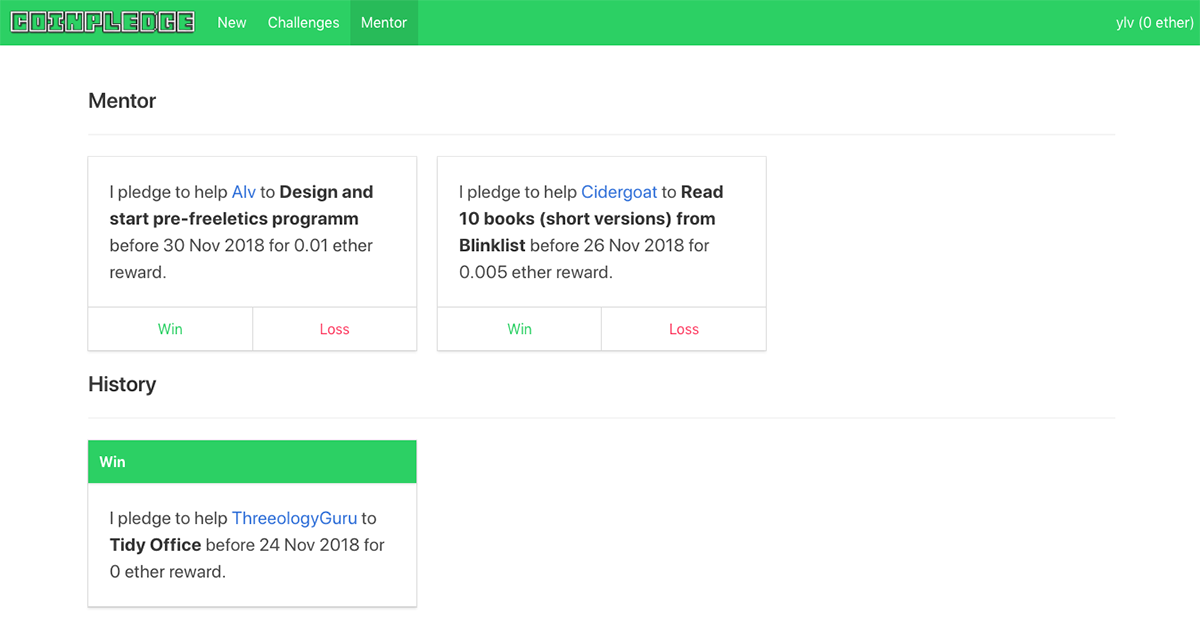 COINPLEDGE New Challenges Mentor ylv (0 ether)
Mentor
I pledge to help Alv to Design and
start pre-freeletics programm
before 30 Nov 2018 for 0.01 ether
reward.
Win Loss
I pledge to help Cidergoat to Read
10 books (short versions) from
Blinklist before 26 Nov 2018 for
0.005 ether reward.
Win Loss
History
Win
I pledge to help ThreeologyGuru to
Tidy Office before 24 Nov 2018 for
0 ether reward.